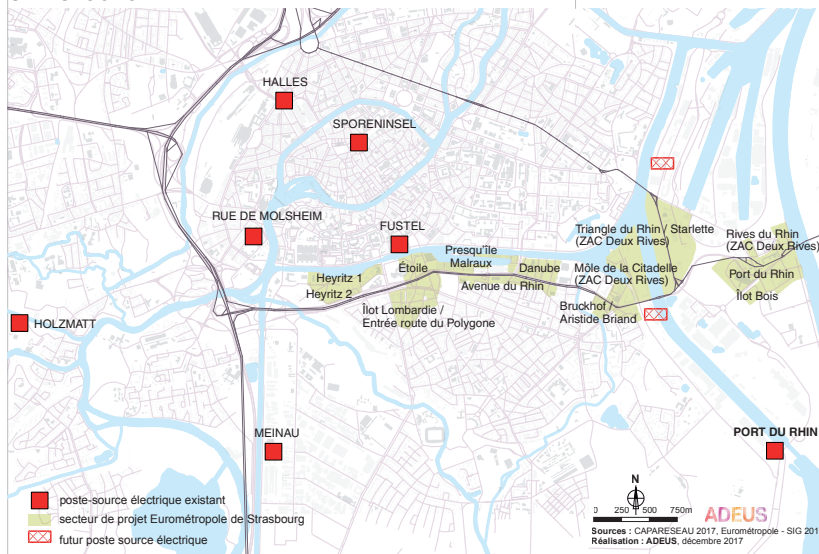 HALLES
SPORENINSEL
RUE DE MOLSHEIM
FUSTEL
Triangle du Rhin / Starlette
(ZAC Deux Rives)
Rives du Rhin
(ZAC Deux Rives)
Presqu'île
Malraux
Étoile
Danube
Môle de la Citadelle
(ZAC Deux Rives)
Port du Rhin
Heyritz 1
Heyritz 2
Avenue du Rhin
Îlot Bois
Îlot Lombardie /
Entrée route du Polygone
Bruckhof /
Aristide Briand
HOLZMATT
MEINAU
PORT DU RHIN
poste-source électrique existant
secteur de projet Eurométropole de Strasbourg
futur poste source électrique
N
0 250 500 750m
ADEUS
Sources : CAPARESEAU 2017, Eurométropole - SIG 201
Réalisation : ADEUS, décembre 2017